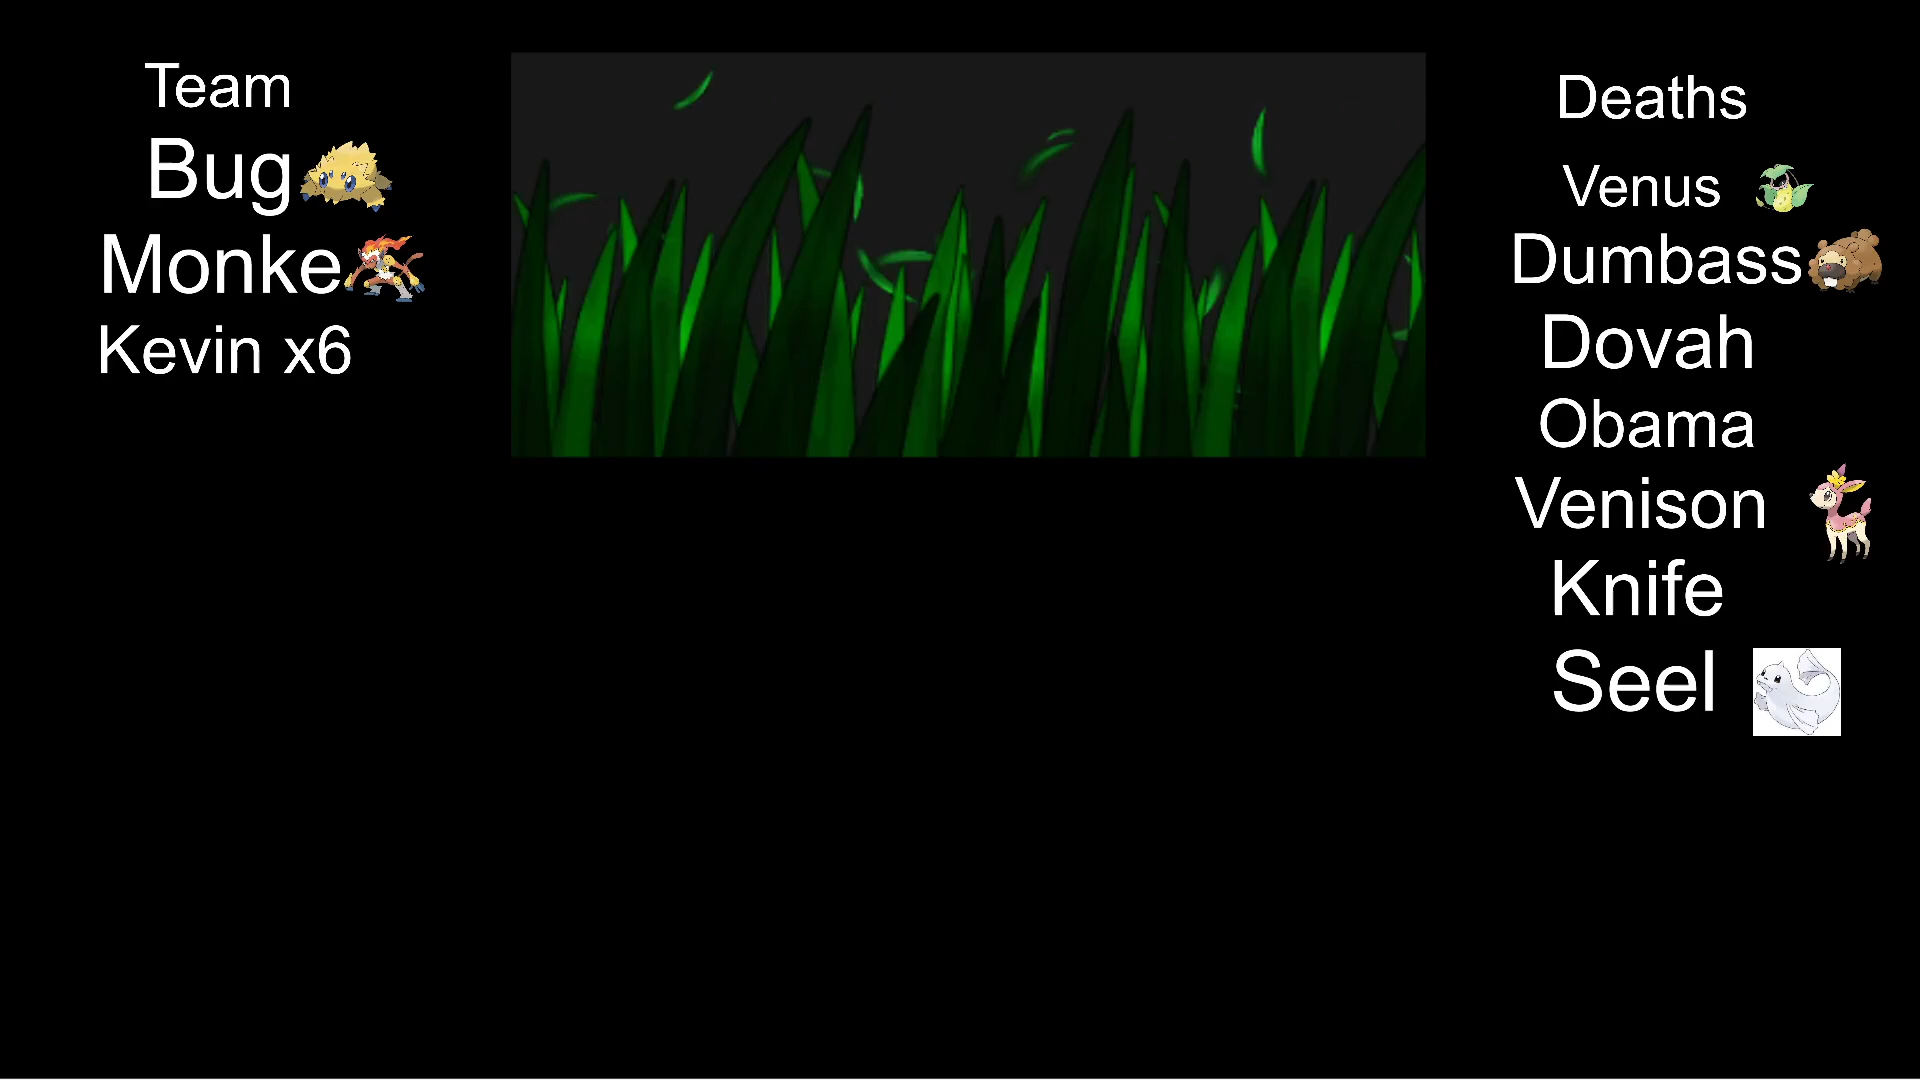 Team
Bug
Monke
Kevin x6
Deaths
Venus
Dumbass
Dovah
Obama
Venison
Knife
Seel